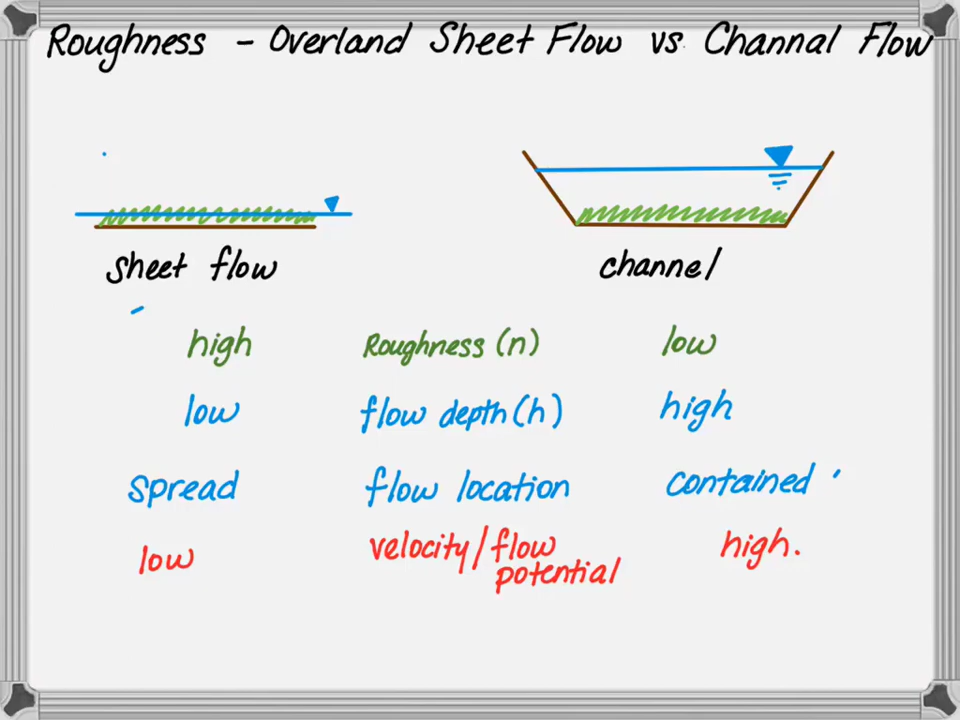 Roughness - Overland Sheet Flow vs Channal Flow
sheet flow channel
high Roughness (n) low
low flow depth (h) high
spread flow location contained
low velocity/flow potential high.